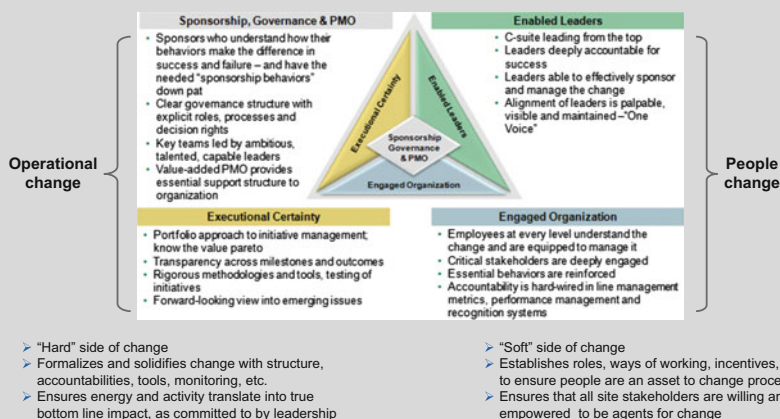 Sponsorship, Governance & PMO
• Sponsors who understand how their
behaviors make the difference in
success and failure – and have the
needed "sponsorship behaviors"
down pat
• Clear governance structure with
explicit roles, processes and
decision rights
• Key teams led by ambitious,
talented, capable leaders
• Value-added PMO provides
essential support structure to
organization
Enabled Leaders
• C-suite leading from the top
• Leaders deeply accountable for
success
• Leaders able to effectively sponsor
and manage the change
• Alignment of leaders is palpable,
visible and maintained –"One
Voice"
Executional Certainty
Enabled Leaders
Sponsorship
Governance
& PMO
Engaged Organization
Operational
change
People
change
Executional Certainty
• Portfolio approach to initiative management;
know the value pareto
• Transparency across milestones and outcomes
• Rigorous methodologies and tools, testing of
initiatives
• Forward-looking view into emerging issues
Engaged Organization
• Employees at every level understand the
change and are equipped to manage it
• Critical stakeholders are deeply engaged
• Essential behaviors are reinforced
• Accountability is hard-wired in line management
metrics, performance management and
recognition systems
➢ "Hard" side of change
➢ Formalizes and solidifies change with structure,
accountabilities, tools, monitoring, etc.
➢ Ensures energy and activity translate into true
bottom line impact, as committed to by leadership
➢ "Soft" side of change
➢ Establishes roles, ways of working, incentives,
to ensure people are an asset to change
➢ Ensures that all site stakeholders are willing
empowered to be agents for change